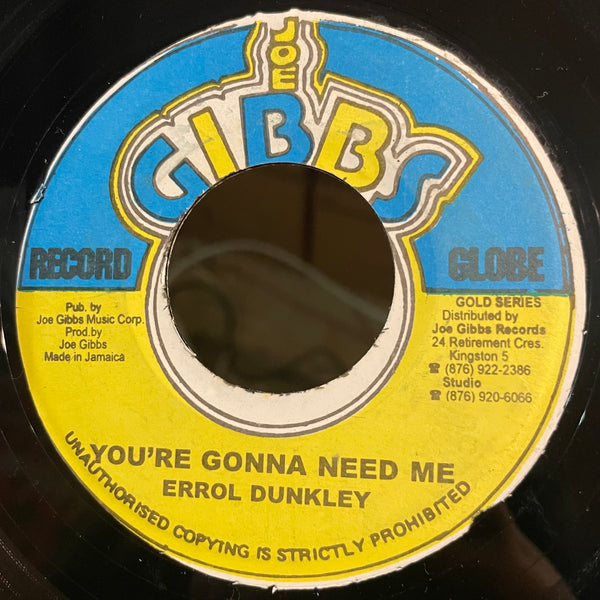 JOE
GIBBS
RECORD GLOBE
Pub. by
Joe Gibbs Music Corp.
Prod.by
Joe Gibbs
Made in Jamaica
GOLD SERIES
Distributed by
Joe Gibbs Records
24 Retirement Cres.
Kingston 5
☎ (876) 922-2386
Studio
☎ (876) 920-6066
YOU'RE GONNA NEED ME
ERROL DUNKLEY
UNAUTHORISED COPYING IS STRICTLY PROHIBITED